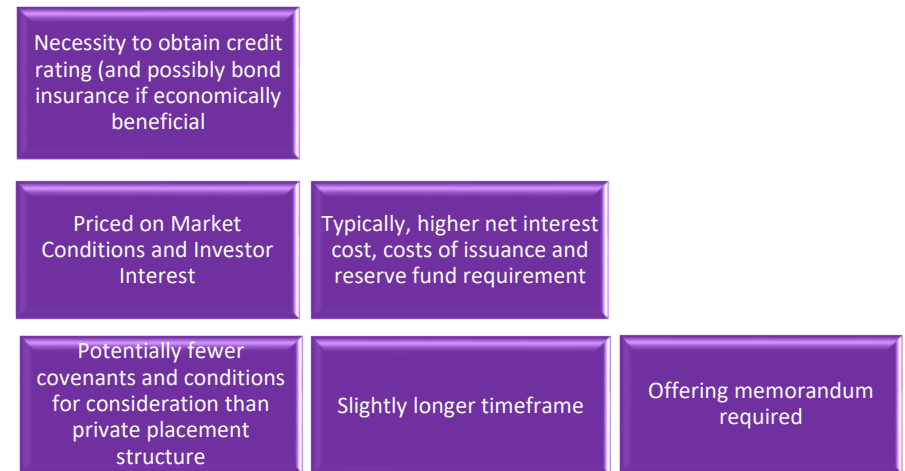 Necessity to obtain credit
rating (and possibly bond
insurance if economically
beneficial
Priced on Market
Conditions and Investor
Interest
Typically, higher net interest
cost, costs of issuance and
reserve fund requirement
Potentially fewer
covenants and conditions
for consideration than
private placement
structure
Slightly longer timeframe
Offering memorandum
required